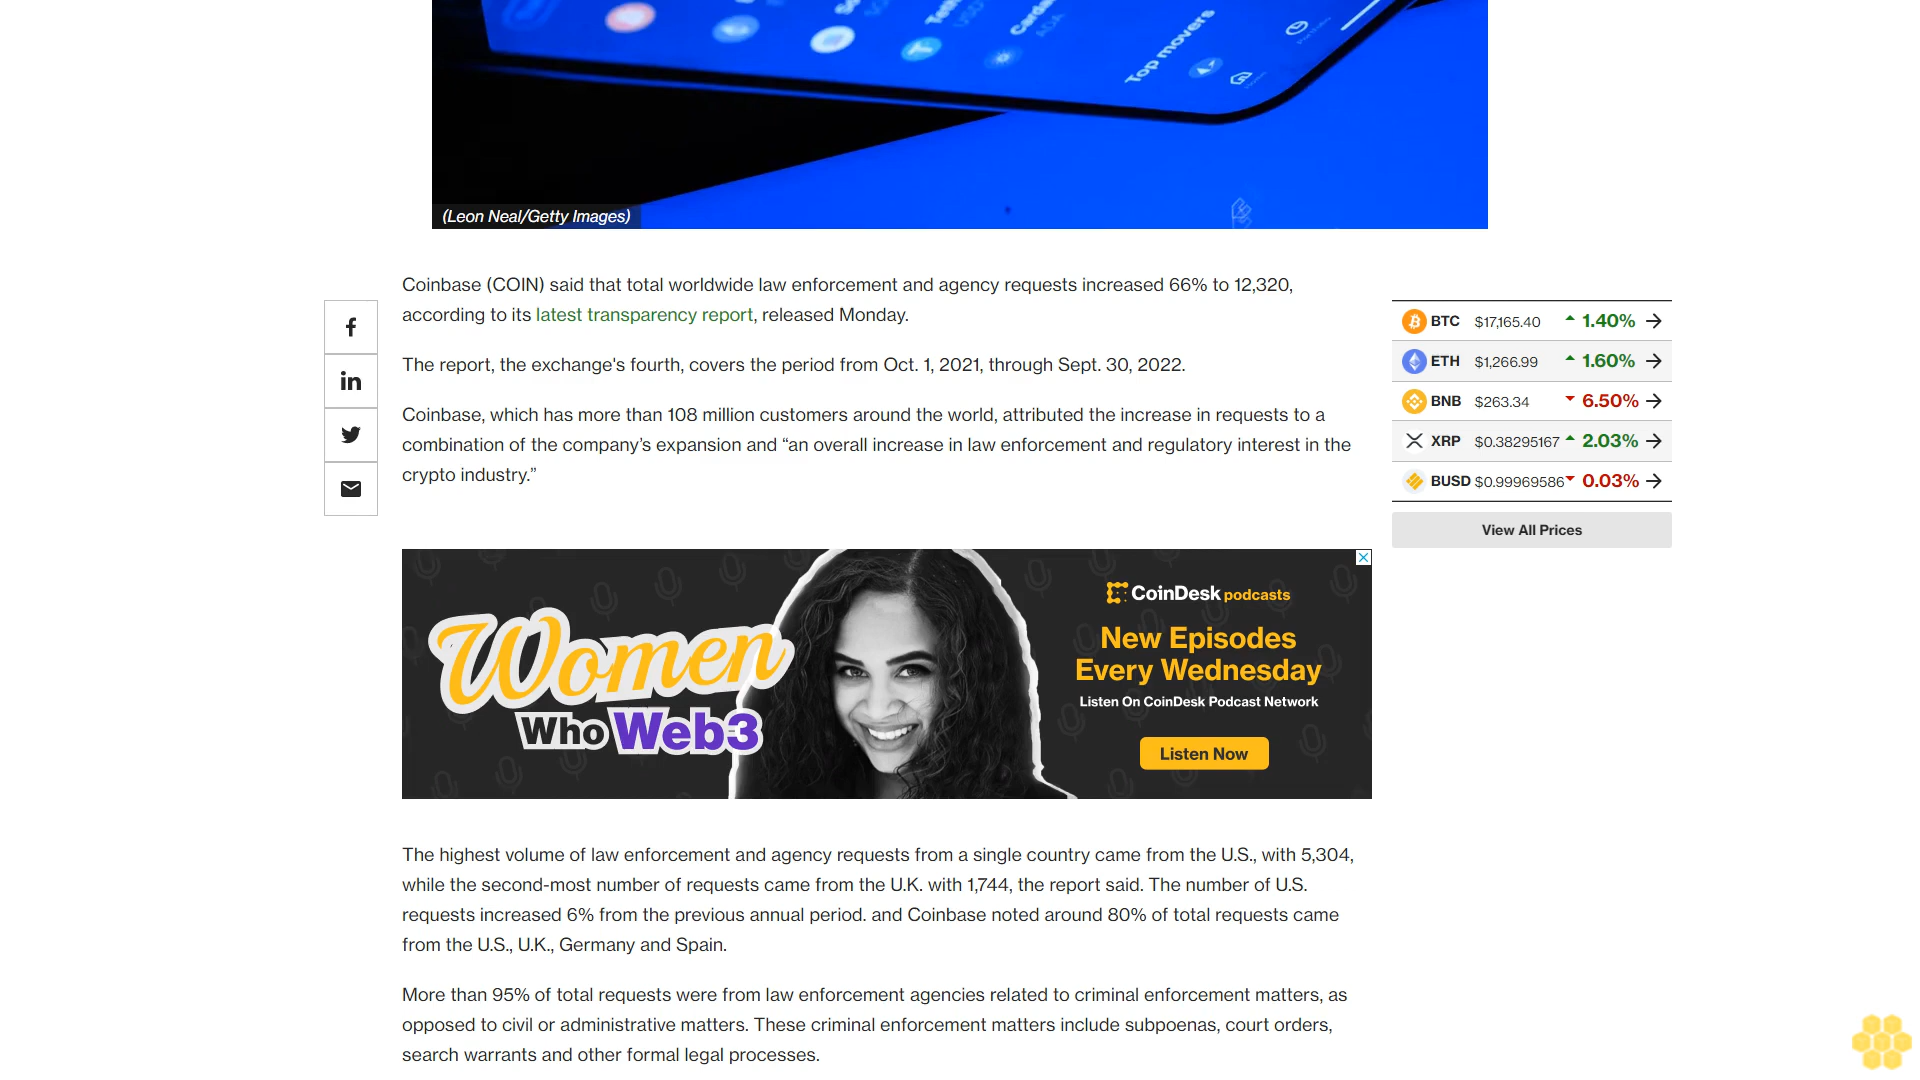 Top movers
(Leon Neal/Getty Images)
Coinbase (COIN) said that total worldwide law enforcement and agency requests increased 66% to 12,320,
according to its latest transparency report, released Monday.
The report, the exchange's fourth, covers the period from Oct. 1, 2021, through Sept. 30, 2022.
Coinbase, which has more than 108 million customers around the world, attributed the increase in requests to a
combination of the company’s expansion and “an overall increase in law enforcement and regulatory interest in the
crypto industry.”
BTC $17,165.40 1.40%
ETH $1,266.99 1.60%
BNB $263.34 6.50%
XRP $0.38295167 2.03%
BUSD $0.99969586 0.03%
View All Prices
Women
Who Web3
CoinDesk podcasts
New Episodes
Every Wednesday
Listen On CoinDesk Podcast Network
Listen Now
The highest volume of law enforcement and agency requests from a single country came from the U.S., with 5,304,
while the second-most number of requests came from the U.K. with 1,744, the report said. The number of U.S.
requests increased 6% from the previous annual period. and Coinbase noted around 80% of total requests came
from the U.S., U.K., Germany and Spain.
More than 95% of total requests were from law enforcement agencies related to criminal enforcement matters, as
opposed to civil or administrative matters. These criminal enforcement matters include subpoenas, court orders,
search warrants and other formal legal processes.